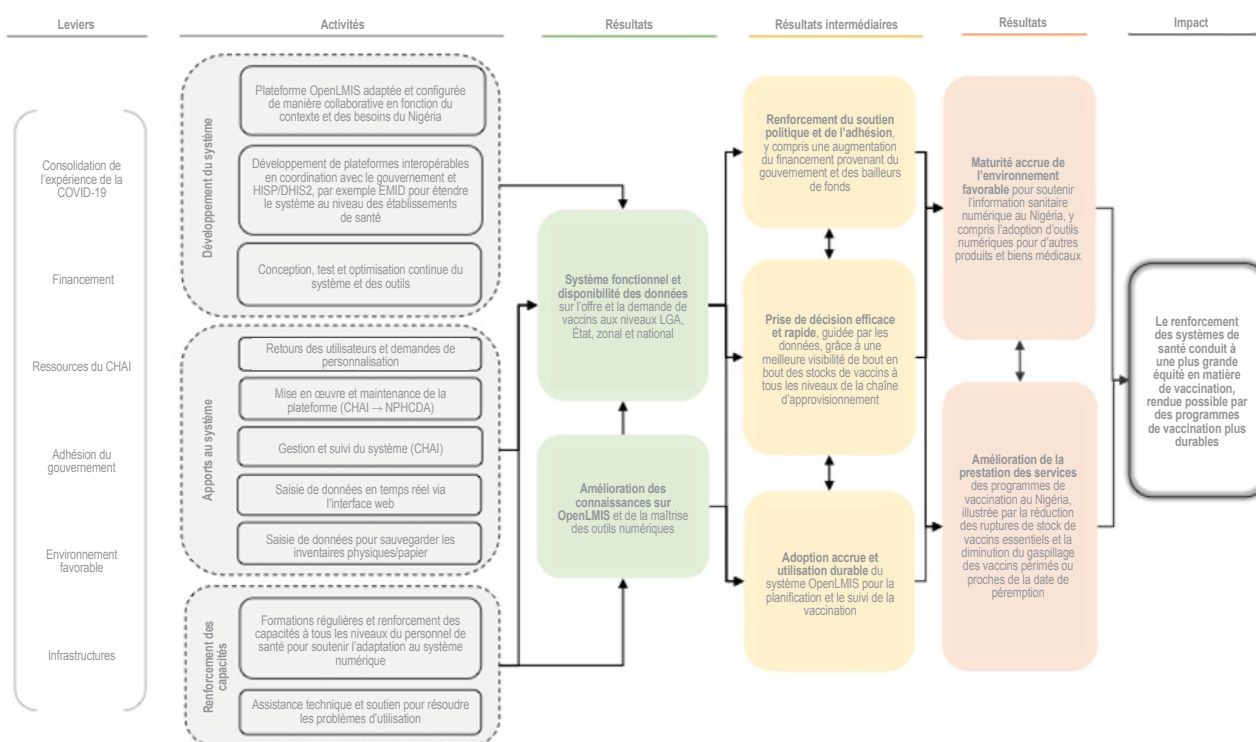 Leviers
Activités
Résultats
Résultats intermédiaires
Résultats
Impact
Consolidation de
l'expérience de la
COVID-19
Financement
Ressources du CHAI
Adhésion du
gouvernement
Environnement
favorable
Infrastructures
Développement du système
Plateforme OpenLMIS adaptée et configurée
de manière collaborative en fonction du
contexte et des besoins du Nigéria
Développement de plateformes interopérables
en coordination avec le gouvernement et
HISP/DHIS2, par exemple EMID pour étendre
le système au niveau des établissements
de santé
Conception, test et optimisation continue du
système et des outils
Apports au système
Retours des utilisateurs et demandes de
personnalisation
Mise en œuvre et maintenance de la
plateforme (CHAI → NPHCDA)
Gestion et suivi du système (CHAI)
Saisie de données en temps réel via
l'interface web
Saisie de données pour sauvegarder les
inventaires physiques/papier
Renforcement des
capacités
Formations régulières et renforcement des
capacités à tous les niveaux du personnel de
santé pour soutenir l'adaptation au système
numérique
Assistance technique et soutien pour résoudre
les problèmes d'utilisation
Système fonctionnel et
disponibilité des données
sur l'offre et la demande de
vaccins aux niveaux LGA,
État, zonal et national
Amélioration des
connaissances sur
OpenLMIS et de la maîtrise
des outils numériques
Renforcement du soutien
politique et de l'adhésion,
y compris une augmentation
du financement provenant du
gouvernement et des bailleurs
de fonds
Prise de décision efficace
et rapide, guidée par les
données, grâce à une
meilleure visibilité de bout en
bout des stocks de vaccins à
tous les niveaux de la chaîne
d'approvisionnement
Adoption accrue et
utilisation durable du
système OpenLMIS pour la
planification et le suivi de la
vaccination
Maturité accrue de
l'environnement
favorable pour soutenir
l'information sanitaire
numérique au Nigéria, y
compris l'adoption d'outils
numériques pour d'autres
produits et biens médicaux
Amélioration de la
prestation des services
des programmes de
vaccination au Nigéria,
illustrée par la réduction
des ruptures de stock de
vaccins essentiels et la
diminution du gaspillage
des vaccins périmés ou
proches de la date de
péremption
Le renforcement
des systèmes de
santé conduit à
une plus grande
équité en matière
de vaccination,
rendue possible par
des programmes
de vaccination plus
durables